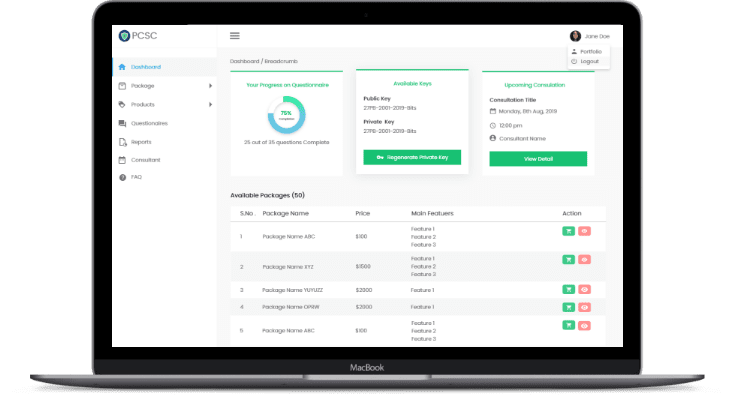 PCSC
Jane Doe
Portfolio
Logout
Dashboard
Package
Products
Questionaires
Reports
Consultant
FAQ
Dashboard / Breadcrumb
Your Progress on Questionnaire
75%
Completed
25 out of 35 questions Complete
Available Keys
Public Key
27PB-2001-2019-Bits
Private Key
27PB-2001-2019-Bits
Regenerate Private Key
Upcoming Consulation
Consultation Title
Monday, 8th Aug, 2019
12:00 pm
Consultant Name
View Detail
Available Packages (50)
S.No. Package Name Price Main Featuers Action
1 Package Name ABC $100 Feature 1
Feature 2
Feature 3
2 Package Name XYZ $1500 Feature 1
Feature 2
Feature 3
3 Package Name YUYUZZ $2000 Feature 1
4 Package Name $2000 Feature 1
5 Package Name ABC $100 Feature 1
Feature 2
Feature 3
MacBook